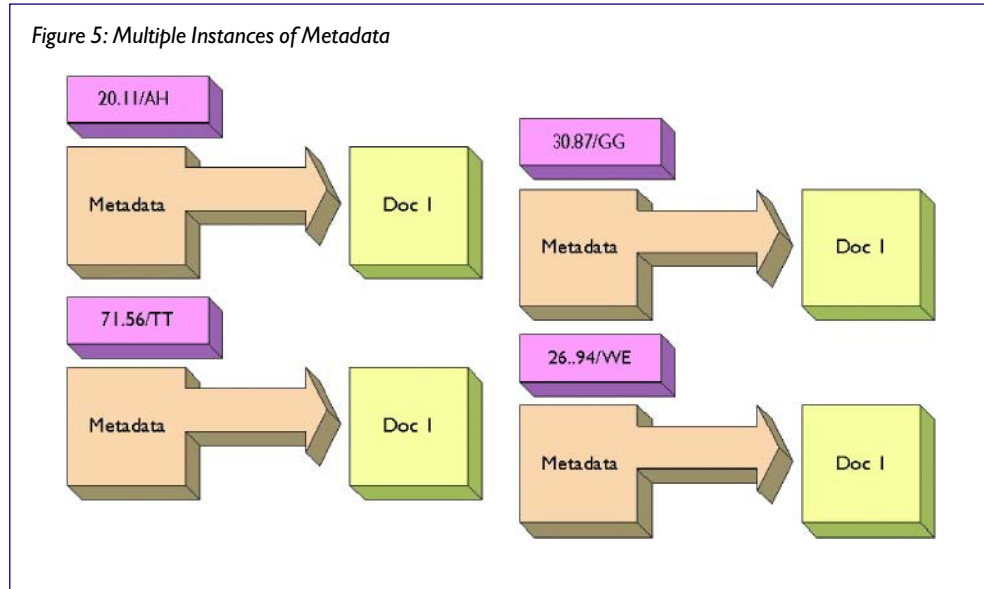 Figure 5: Multiple Instances of Metadata
20.11/AH
Metadata
Doc 1
30.87/GG
Metadata
Doc 1
71.56/TT
Metadata
Doc 1
26..94/WE
Metadata
Doc 1